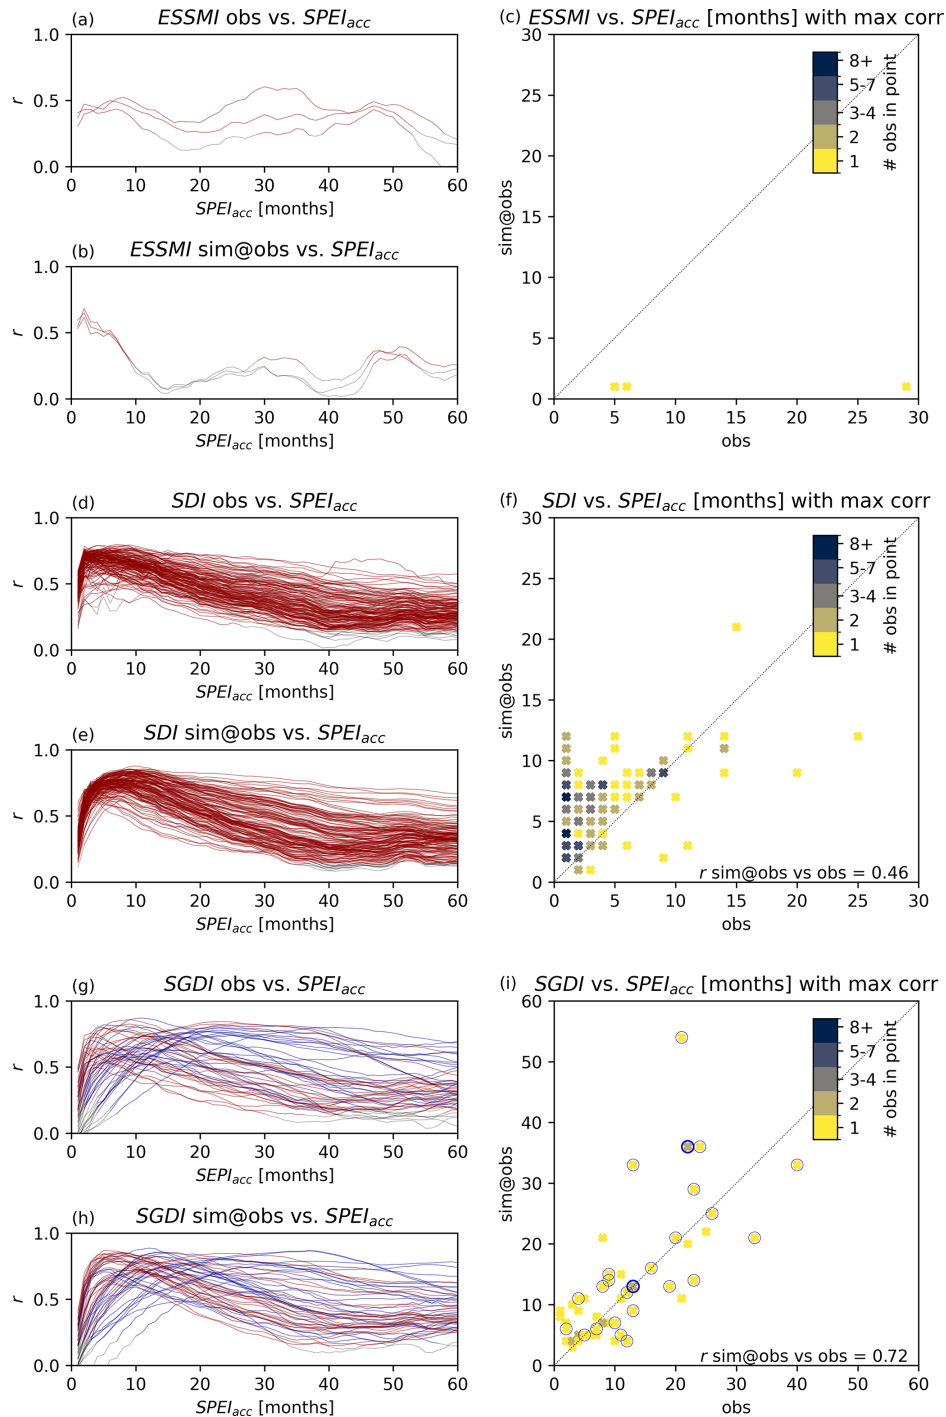 (a) ESSMI obs vs. SPEIacc
1.0
0.5
0.0
r
0 10 20 30 40 50 60
SPEIacc [months]
(b) ESSMI sim@obs vs. SPEIacc
1.0
0.5
0.0
r
0 10 20 30 40 50 60
SPEIacc [months]
(c) ESSMI vs. SPEIacc [months] with max corr
30
25
20
15
10
5
0
sim@obs
8+
5-7
3-4
2
1
# obs in point
0 5 10 15 20 25 30
obs
(d) SDI obs vs. SPEIacc
1.0
0.5
0.0
r
0 10 20 30 40 50 60
SPEIacc [months]
(e) SDI sim@obs vs. SPEIacc
1.0
0.5
0.0
r
0 10 20 30 40 50 60
SPEIacc [months]
(f) SDI vs. SPEIacc [months] with max corr
30
25
20
15
10
5
0
sim@obs
8+
5-7
3-4
2
1
# obs in point
r sim@obs vs obs = 0.46
0 5 10 15 20 25 30
obs
(g) SGDI obs vs. SPEIacc
1.0
0.5
0.0
r
0 10 20 30 40 50 60
SEPIacc [months]
(h) SGDI sim@obs vs. SPEIacc
1.0
0.5
0.0
r
0 10 20 30 40 50 60
SPEIacc [months]
(i) SGDI vs. SPEIacc [months] with max corr
60
50
40
30
20
10
0
sim@obs
8+
5-7
3-4
2
1
# obs in point
r sim@obs vs obs = 0.72
0 10 20 30 40 50 60
obs